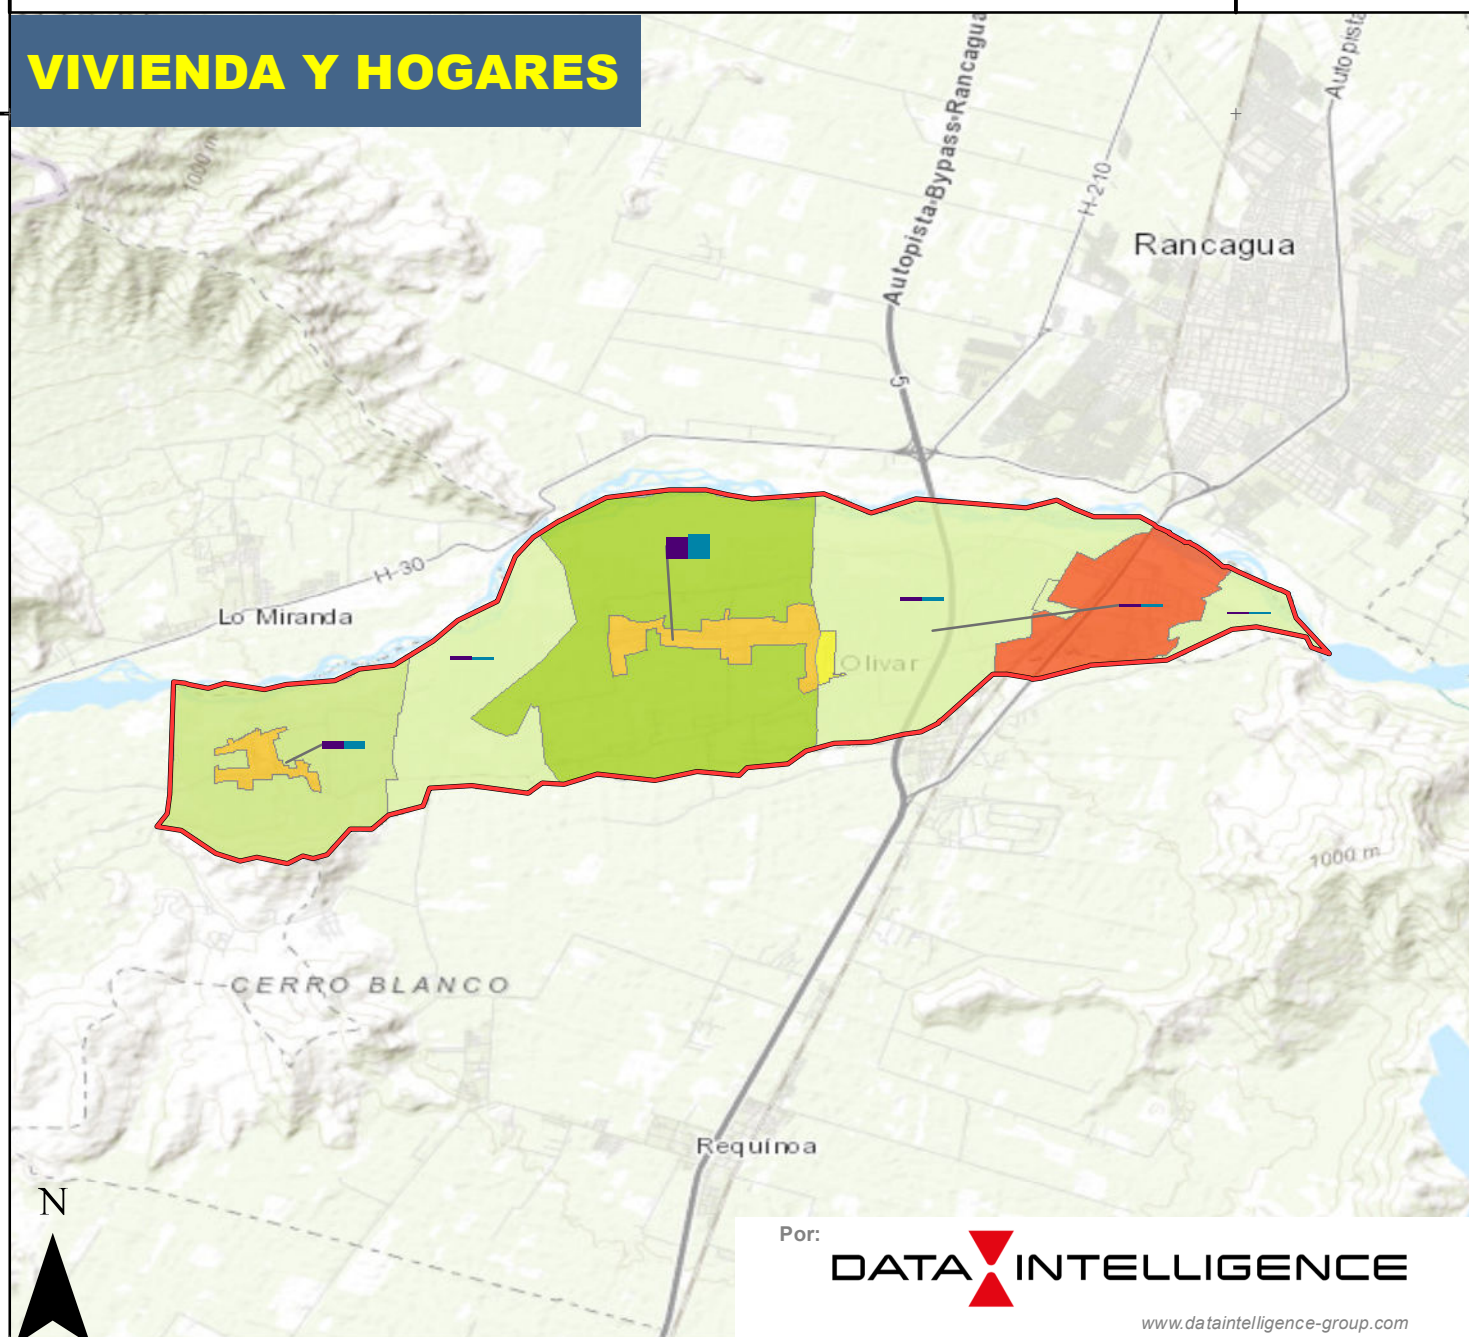 VIVIENDA Y HOGARES
Autopista-Bypass-Rancagua
Autopista
H-210
1000 m
Rancagua
5
H-30
Lo Miranda
Olivar
1000 m
CERRO BLANCO
Requínoa
N
Por:
DATA INTELLIGENCE
www.dataintelligence-group.com